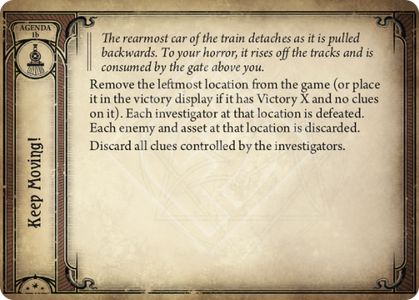 AGENDA
1b
Keep Moving!
The rearmost car of the train detaches as it is pulled
backwards. To your horror, it rises off the tracks and is
consumed by the gate above you.
Remove the leftmost location from the game (or place
it in the victory display if it has Victory X and no clues
on it). Each investigator at that location is defeated.
Each enemy and asset at that location is discarded.
Discard all clues controlled by the investigators.